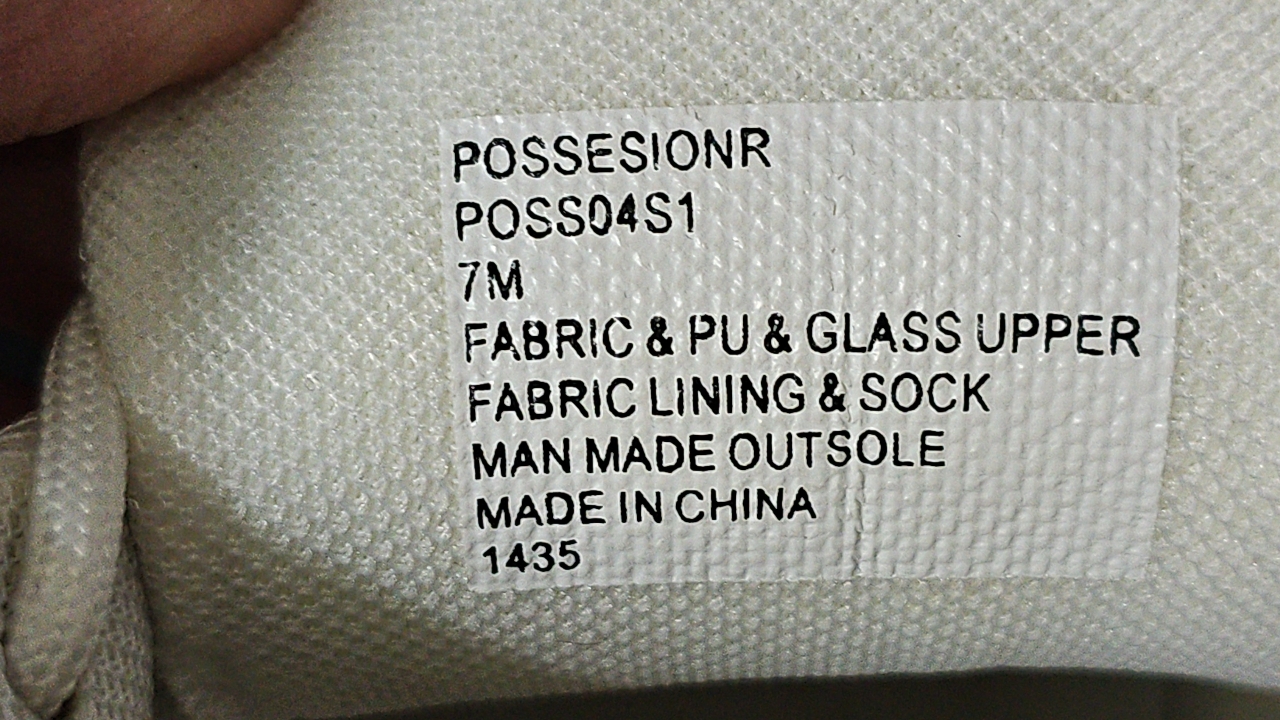 POSSESIONR
POSS04S1
7M
FABRIC & PU & GLASS UPPER
FABRIC LINING & SOCK
MAN MADE OUTSOLE
MADE IN CHINA
1435